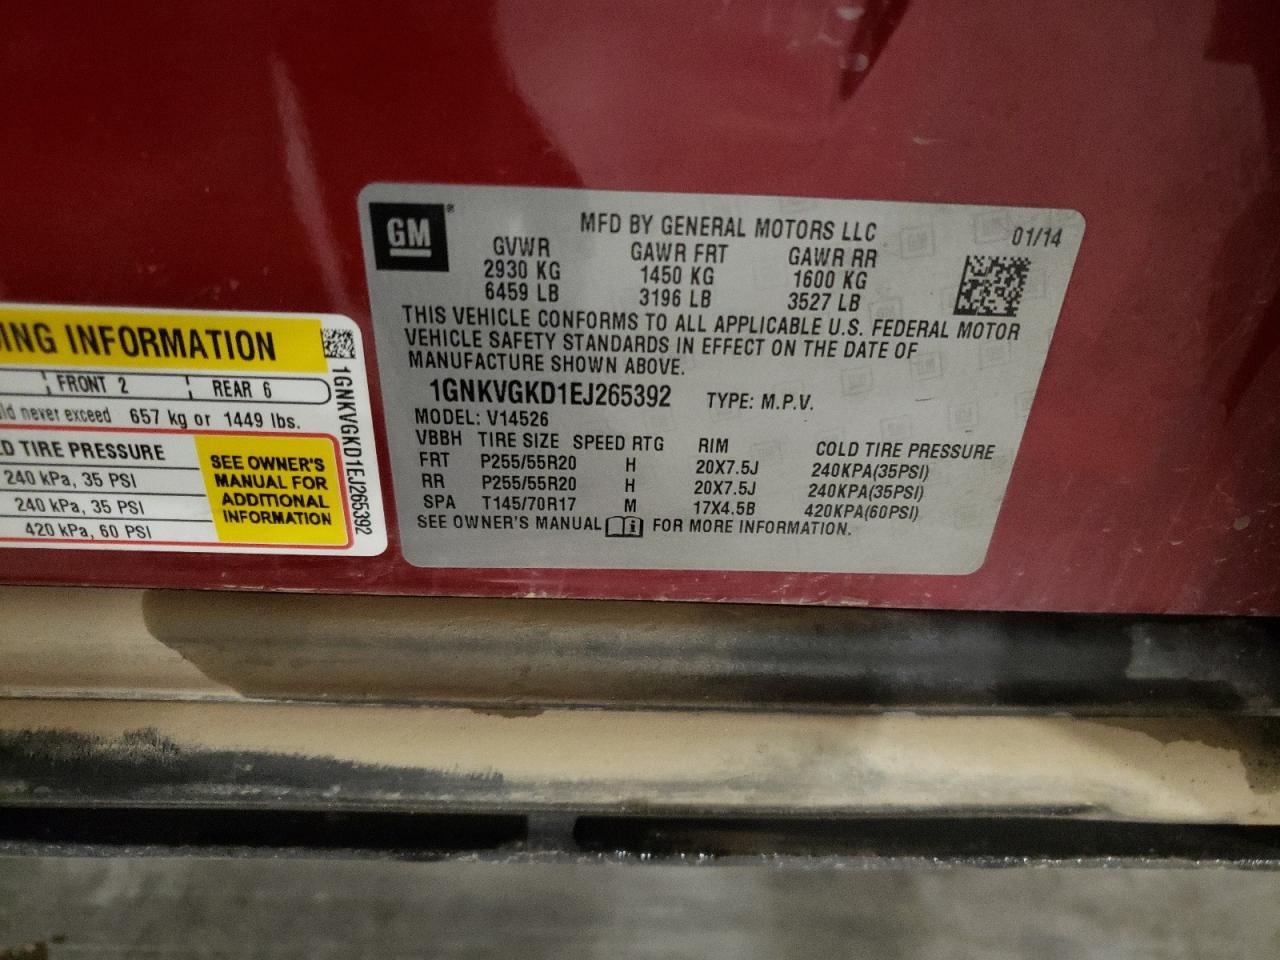 GM ®
MFD BY GENERAL MOTORS LLC
01/14
GVWR GAWR FRT GAWR RR
2930 KG 1450 KG 1600 KG
6459 LB 3196 LB 3527 LB
THIS VEHICLE CONFORMS TO ALL APPLICABLE U.S. FEDERAL MOTOR
VEHICLE SAFETY STANDARDS IN EFFECT ON THE DATE OF
MANUFACTURE SHOWN ABOVE.
1GNKVGKD1EJ265392 TYPE: M.P.V.
MODEL: V14526
VBBH TIRE SIZE SPEED RTG RIM COLD TIRE PRESSURE
FRT P255/55R20 H 20X7.5J 240KPA(35PSI)
RR P255/55R20 H 20X7.5J 240KPA(35PSI)
SPA T145/70R17 M 17X4.5B 420KPA(60PSI)
SEE OWNER'S MANUAL FOR MORE INFORMATION.
ING INFORMATION
FRONT 2 REAR 6
ld never exceed 657 kg or 1449 lbs.
LD TIRE PRESSURE
240 kPa, 35 PSI
240 kPa, 35 PSI
420 kPa, 60 PSI
SEE OWNER'S
MANUAL FOR
ADDITIONAL
INFORMATION
1GNKVGKD1EJ265392